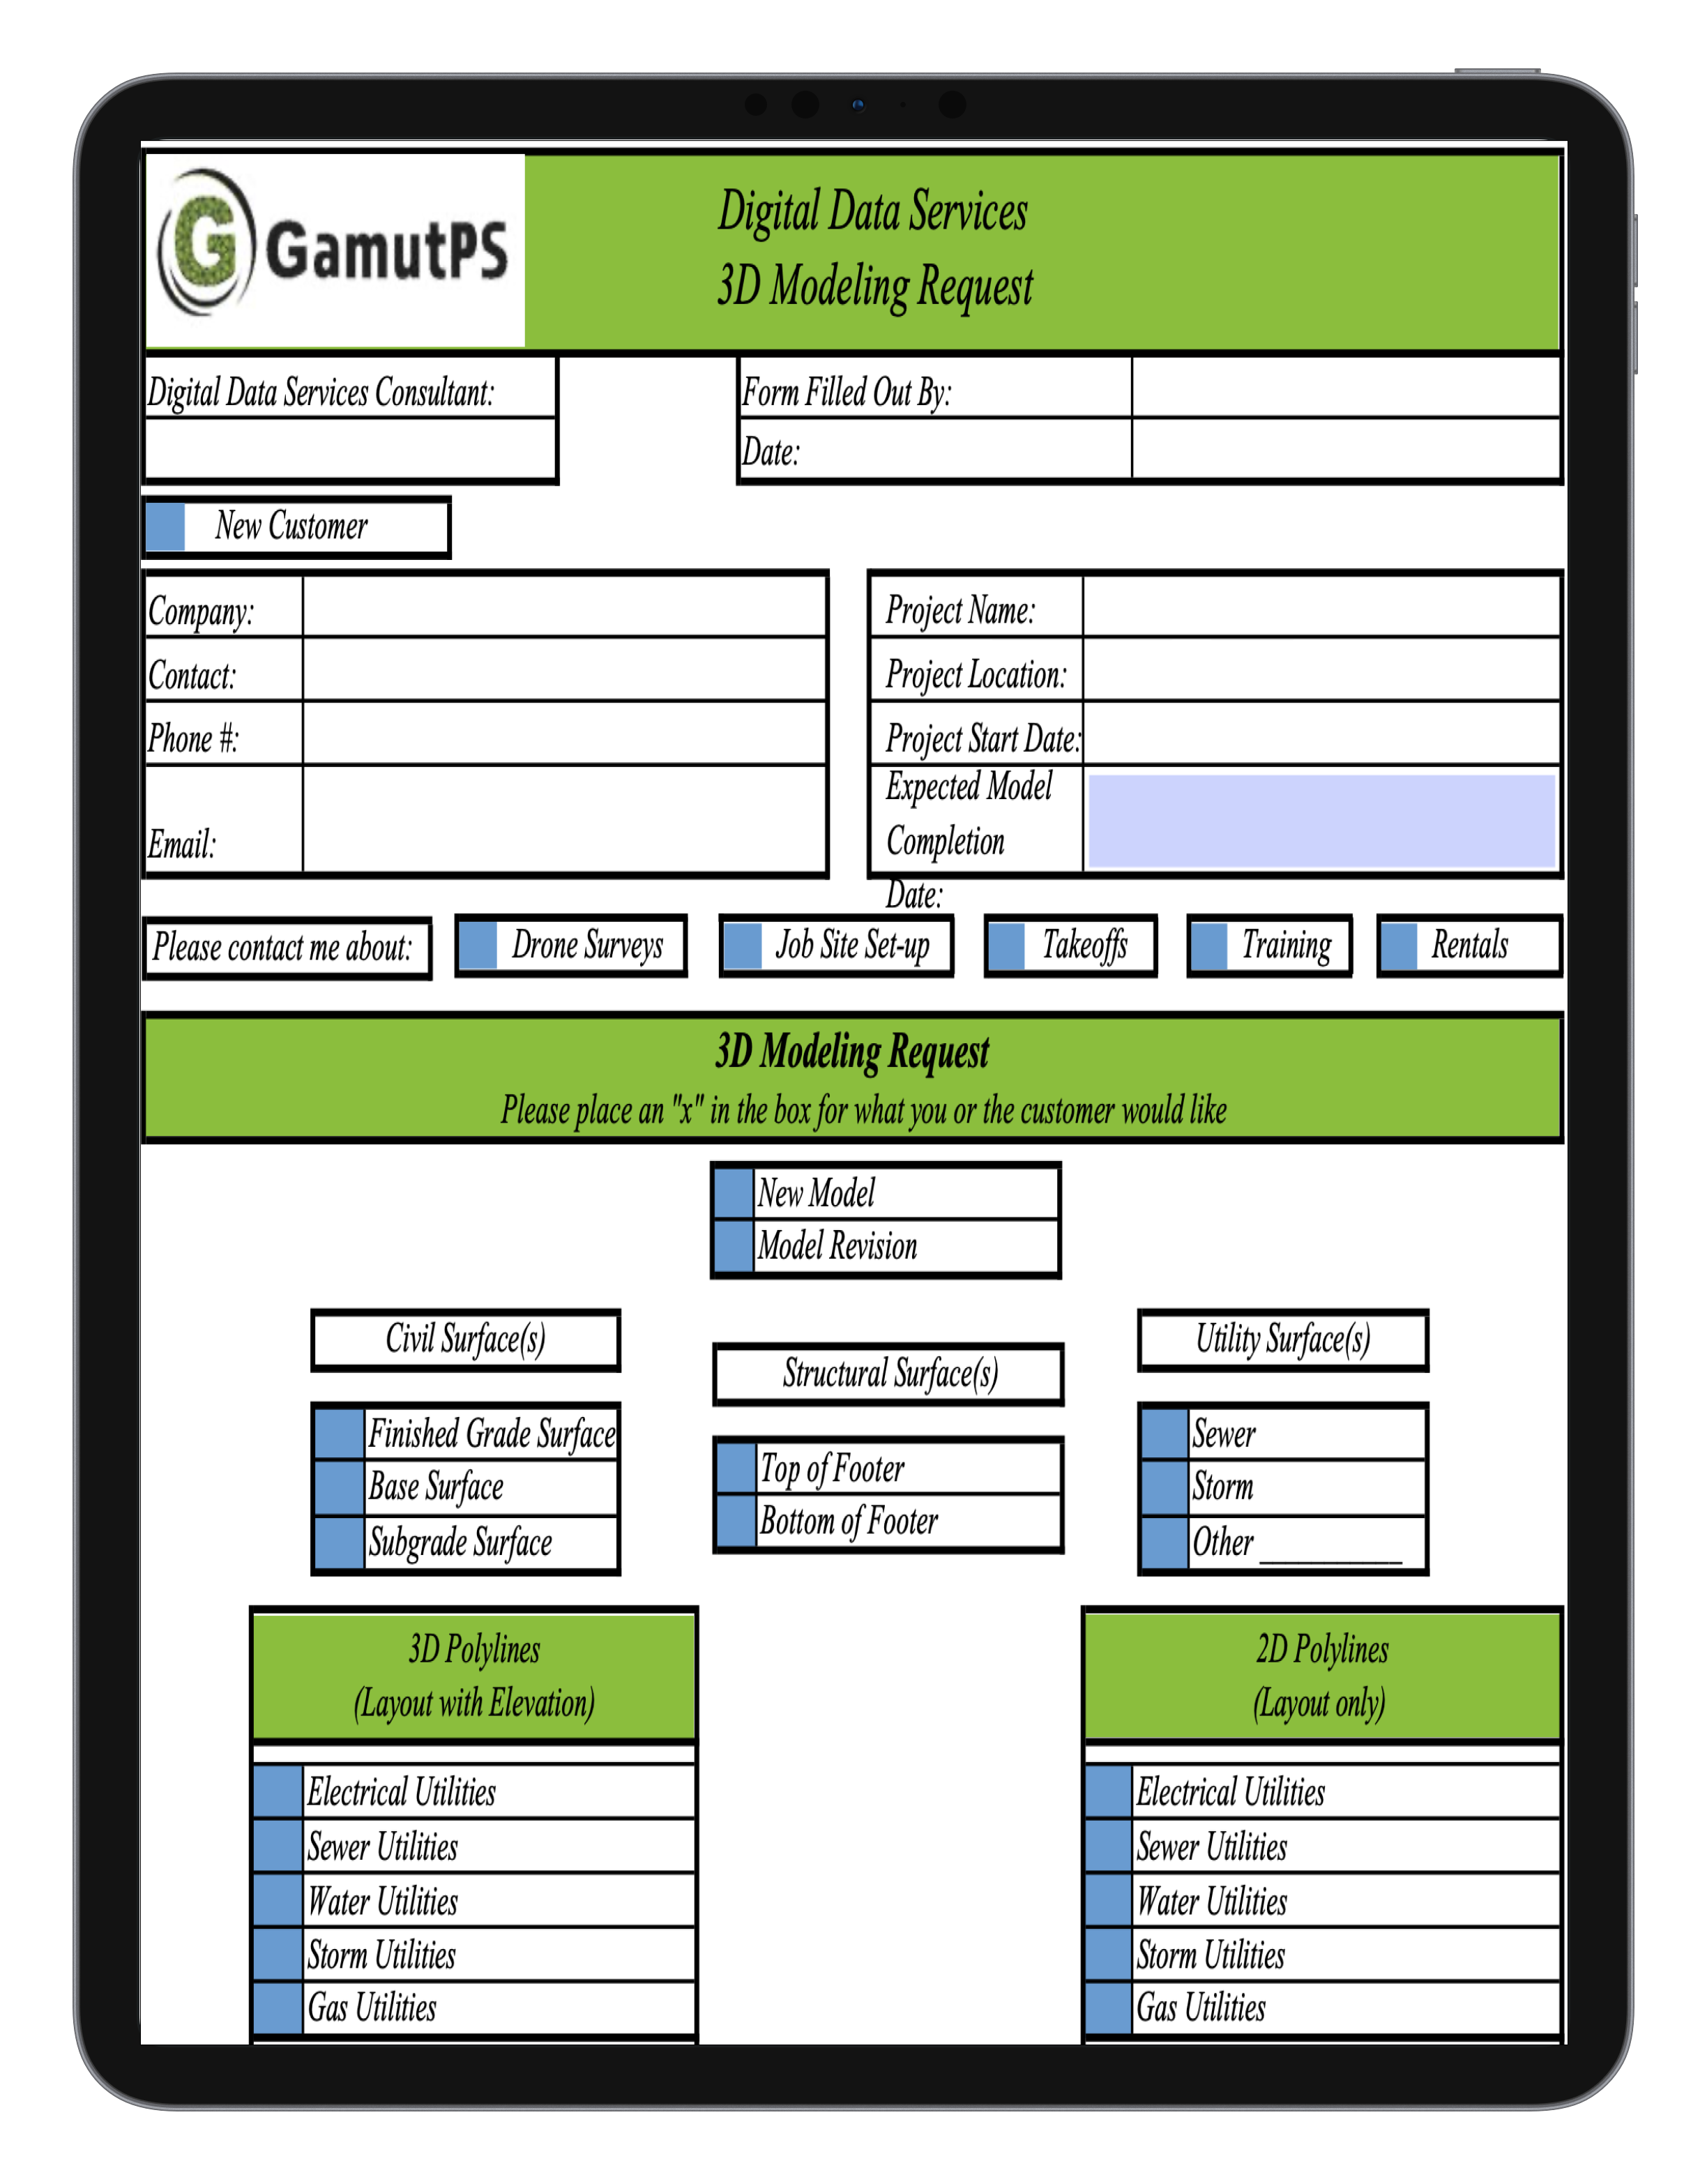 G GamutPS
Digital Data Services
3D Modeling Request
Digital Data Services Consultant:
Form Filled Out By:
Date:
New Customer
Company:
Contact:
Phone #:
Email:
Project Name:
Project Location:
Project Start Date:
Expected Model
Completion
Date:
Please contact me about:
Drone Surveys
Job Site Set-up
Takeoffs
Training
Rentals
3D Modeling Request
Please place an "x" in the box for what you or the customer would like
New Model
Model Revision
Civil Surface(s)
Finished Grade Surface
Base Surface
Subgrade Surface
Structural Surface(s)
Top of Footer
Bottom of Footer
Utility Surface(s)
Sewer
Storm
Other ___________
3D Polylines
(Layout with Elevation)
Electrical Utilities
Sewer Utilities
Water Utilities
Storm Utilities
Gas Utilities
2D Polylines
(Layout only)
Electrical Utilities
Sewer Utilities
Water Utilities
Storm Utilities
Gas Utilities